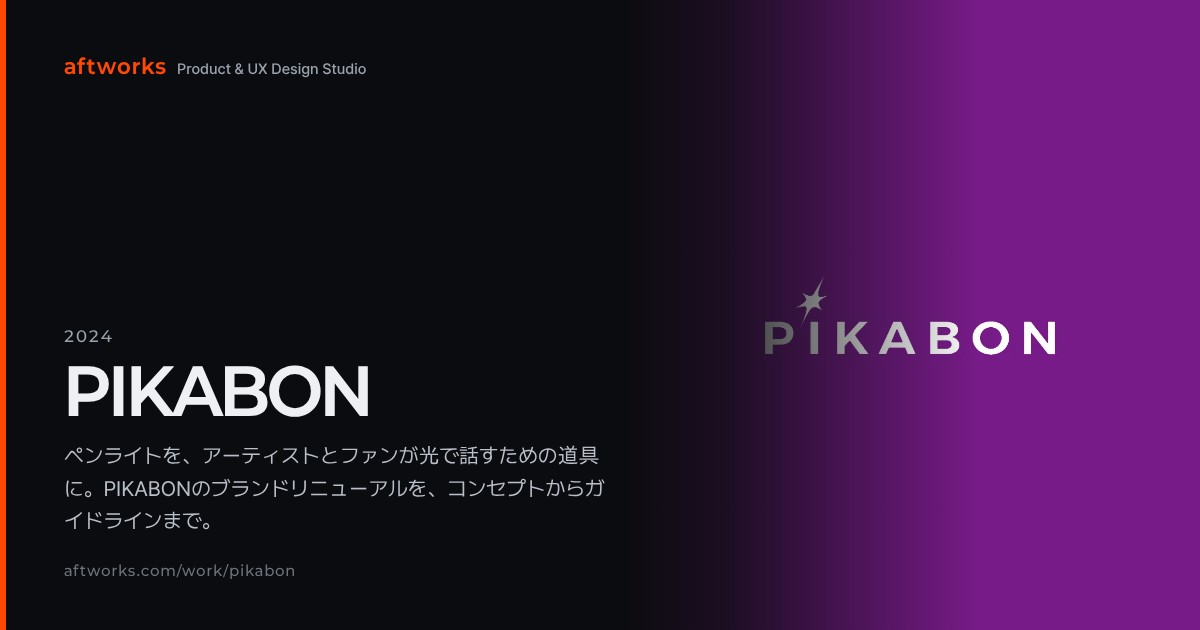 aftworks Product & UX Design Studio
2024
PIKABON
ペンライトを、アーティストとファンが光で話すための道具
に。PIKABONのブランドリニューアルを、コンセプトからガ
イドラインまで。
aftworks.com/work/pikabon
PIKABON